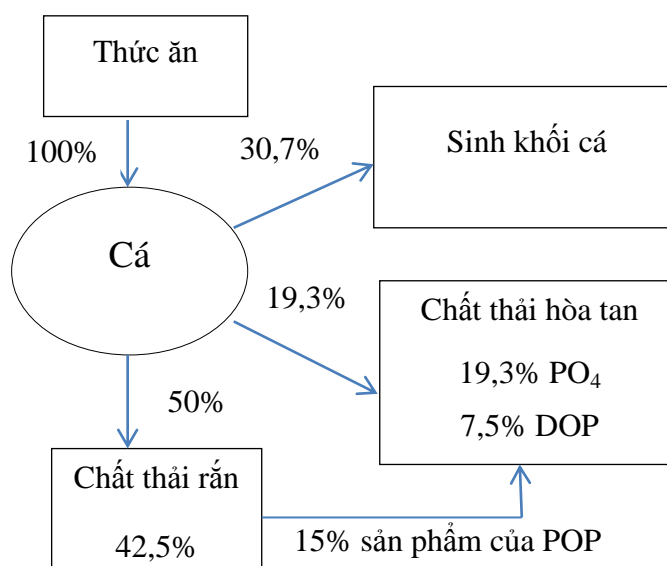 Thức ăn
100%
30,7%
Sinh khối cá
Cá
19,3%
Chất thải hòa tan
19,3% PO₄
7,5% DOP
50%
Chất thải rắn
42,5%
15% sản phẩm của POP